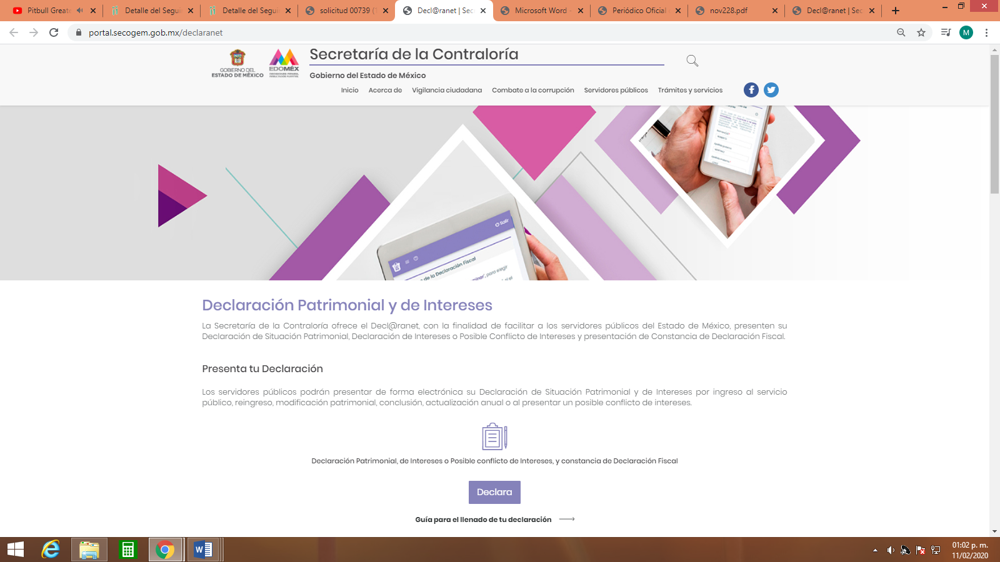 Pitbull Greate
Detalle del Segui
Detalle del Segui
solicitud 00739 (1
Decl@ranet | Sec
Microsoft Word -
Periódico Oficial
nov228.pdf
Decl@ranet | Sec
portal.secogem.gob.mx/declaranet
M
GOBIERNO DEL
ESTADO DE MÉXICO
EDOMÉX
DECISIONES FIRMES, RESULTADOS FUERTES.
Secretaría de la Contraloría
Gobierno del Estado de México
Inicio Acerca de Vigilancia ciudadana Combate a la corrupción Servidores públicos Trámites y servicios
Salir
de la Declaración Fiscal
para elegir
Declaración Patrimonial y de Intereses
La Secretaría de la Contraloría ofrece el Decl@ranet, con la finalidad de facilitar a los servidores públicos del Estado de México, presenten su
Declaración de Situación Patrimonial, Declaración de Intereses o Posible Conflicto de Intereses y presentación de Constancia de Declaración Fiscal.
Presenta tu Declaración
Los servidores públicos podrán presentar de forma electrónica su Declaración de Situación Patrimonial y de Intereses por ingreso al servicio
público, reingreso, modificación patrimonial, conclusión, actualización anual o al presentar un posible conflicto de intereses.
Declaración Patrimonial, de Intereses o Posible conflicto de Intereses, y constancia de Declaración Fiscal
Declara
Guía para el llenado de tu declaración
01:02 p. m.
11/02/2020